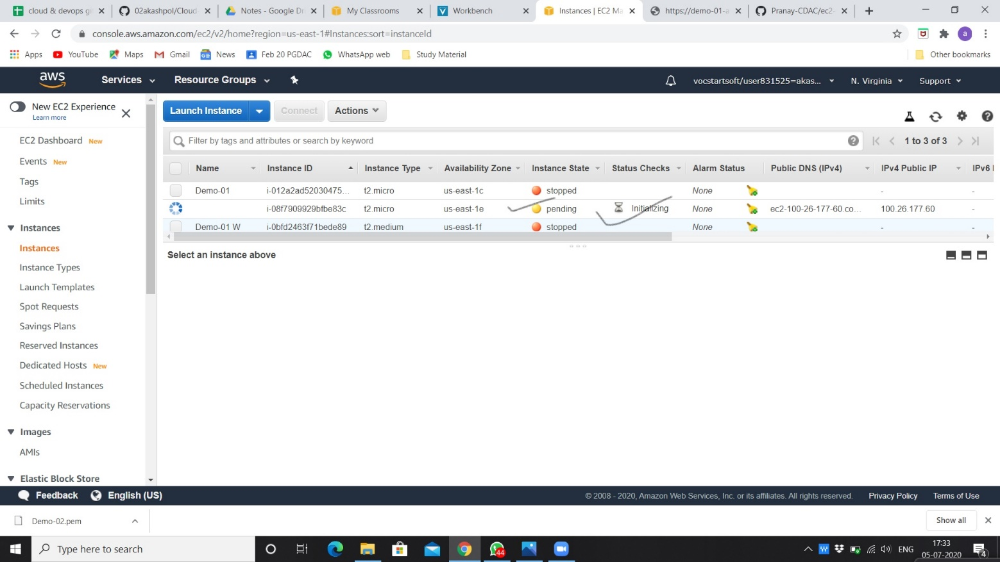 cloud & devops gi
02akashpol/Cloud
Notes - Google Dr
My Classrooms
Workbench
Instances | EC2 Ma
https://demo-01-a
Pranay-CDAC/ec2-
console.aws.amazon.com/ec2/v2/home?region=us-east-1#Instances:sort=instanceId
a
Apps
YouTube
Maps
Gmail
News
Feb 20 PGDAC
WhatsApp web
Study Material
Other bookmarks
aws
Services
Resource Groups
vocstartsoft/user831525=akas...
N. Virginia
Support
New EC2 Experience
Learn more
EC2 Dashboard New
Events New
Tags
Limits
Instances
Instances
Instance Types
Launch Templates
Spot Requests
Savings Plans
Reserved Instances
Dedicated Hosts New
Scheduled Instances
Capacity Reservations
Images
AMIs
Elastic Block Store
Launch Instance
Connect
Actions
Filter by tags and attributes or search by keyword
1 to 3 of 3
Name Instance ID Instance Type Availability Zone Instance State Status Checks Alarm Status Public DNS (IPv4) IPv4 Public IP IPv6 I
Demo-01 i-012a2ad52030475... t2.micro us-east-1c stopped None - -
i-08f7909929bfbe83c t2.micro us-east-1e pending Initializing None ec2-100-26-177-60.co... 100.26.177.60 -
Demo-01 W i-0bfd2463f71bede89 t2.medium us-east-1f stopped None - -
Select an instance above
Feedback
English (US)
© 2008 - 2020, Amazon Web Services, Inc. or its affiliates. All rights reserved.
Privacy Policy
Terms of Use
Demo-02.pem
Show all
Type here to search
44
ENG
17:33
05-07-2020
4